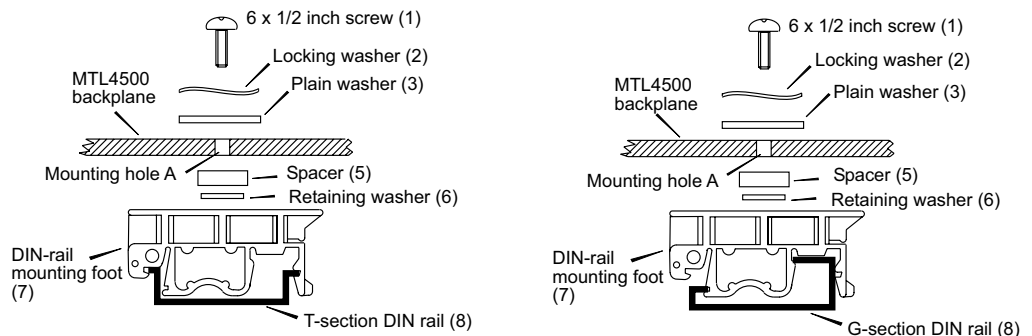 6 x 1/2 inch screw (1)
Locking washer (2)
Plain washer (3)
MTL4500
backplane
Mounting hole A
Spacer (5)
Retaining washer (6)
DIN-rail
mounting foot
(7)
T-section DIN rail (8)
6 x 1/2 inch screw (1)
Locking washer (2)
Plain washer (3)
MTL4500
backplane
Mounting hole A
Spacer (5)
Retaining washer (6)
DIN-rail
mounting foot
(7)
G-section DIN rail (8)